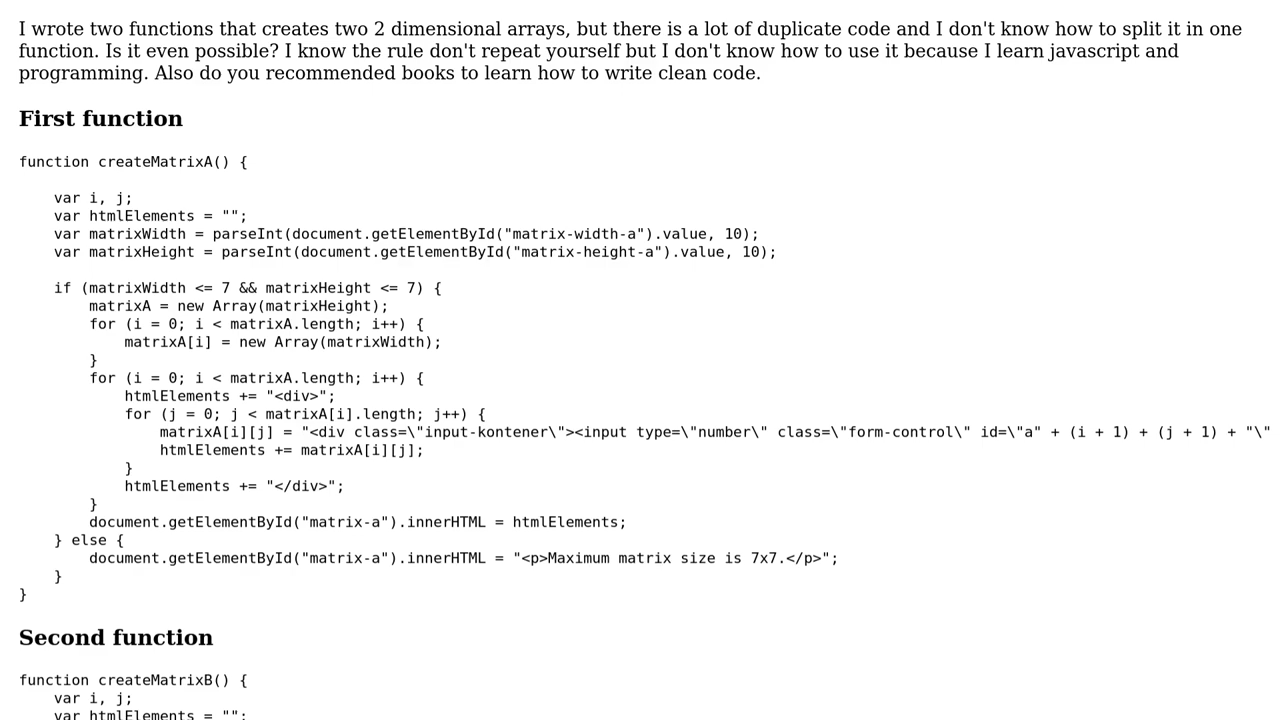 I wrote two functions that creates two 2 dimensional arrays, but there is a lot of duplicate code and I don't know how to split it in one
function. Is it even possible? I know the rule don't repeat yourself but I don't know how to use it because I learn javascript and
programming. Also do you recommended books to learn how to write clean code.
First function
function createMatrixA() {
    var i, j;
    var htmlElements = "";
    var matrixWidth = parseInt(document.getElementById("matrix-width-a").value, 10);
    var matrixHeight = parseInt(document.getElementById("matrix-height-a").value, 10);
    if (matrixWidth <= 7 && matrixHeight <= 7) {
        matrixA = new Array(matrixHeight);
        for (i = 0; i < matrixA.length; i++) {
            matrixA[i] = new Array(matrixWidth);
        }
        for (i = 0; i < matrixA.length; i++) {
            htmlElements += "<div>";
            for (j = 0; j < matrixA[i].length; j++) {
                matrixA[i][j] = "<div class=\"input-kontener\"><input type=\"number\" class=\"form-control\" id=\"a" + (i + 1) + (j + 1) + "\"
                htmlElements += matrixA[i][j];
            }
            htmlElements += "</div>";
        }
        document.getElementById("matrix-a").innerHTML = htmlElements;
    } else {
        document.getElementById("matrix-a").innerHTML = "<p>Maximum matrix size is 7x7.</p>";
    }
}
Second function
function createMatrixB() {
    var i, j;
    var htmlElements = "";